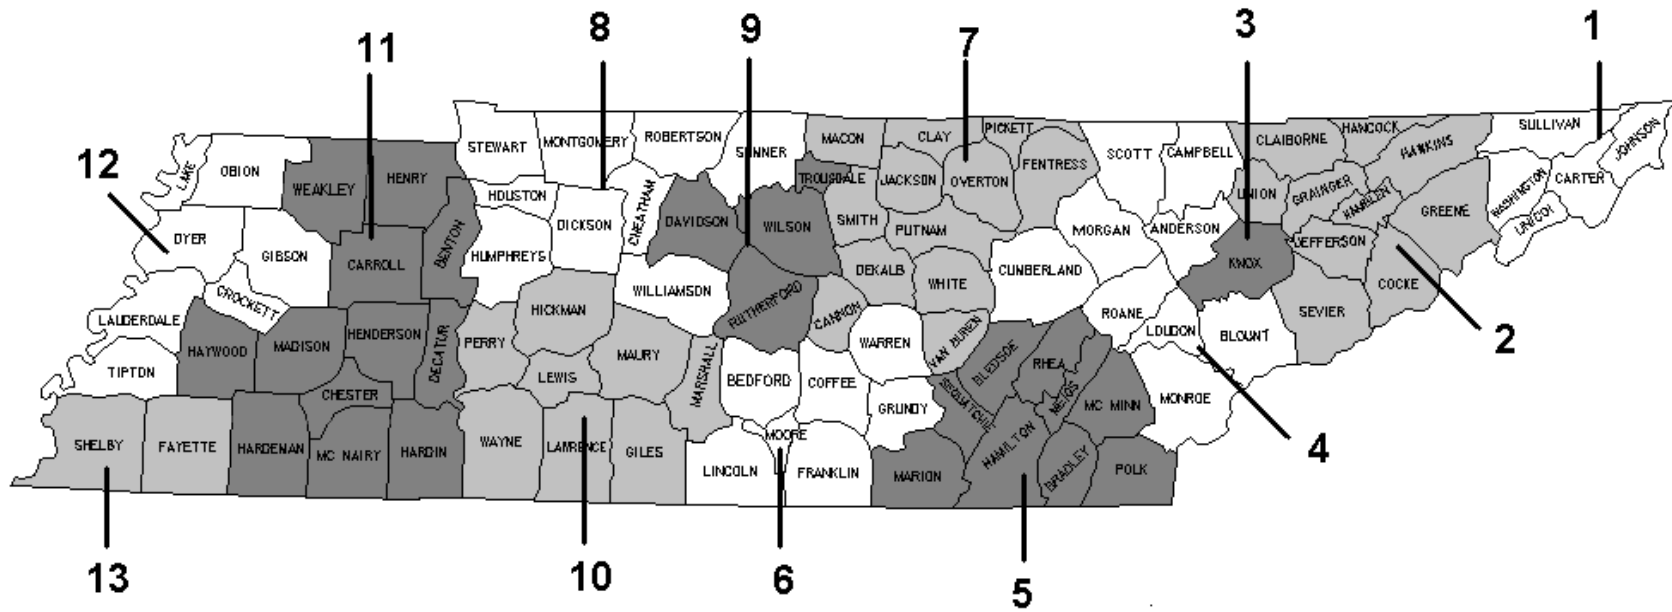 8 9 7 3 1
11
12
LAKE
OBION
WEAKLEY
HENRY
STEWART
MONTGOMERY
ROBERTSON
SUMNER
MACON
CLAY
PICKETT
FENTRESS
SCOTT
CAMPBELL
CLAIBORNE
HANCOCK
HAWKINS
SULLIVAN
JOHNSON
HOUSTON
CHEATHAM
TROUSDALE
JACKSON
OVERTON
UNION
GRAINGER
HAMBLEN
GREENE
WASHINGTON
CARTER
UNICOI
DYER
GIBSON
CARROLL
BENTON
HUMPHREYS
DICKSON
DAVIDSON
WILSON
SMITH
PUTNAM
MORGAN
ANDERSON
JEFFERSON
COCKE
CROCKETT
WILLIAMSON
RUTHERFORD
DEKALB
WHITE
CUMBERLAND
KNOX
SEVIER
LAUDERDALE
HAYWOOD
MADISON
HENDERSON
DECATUR
PERRY
HICKMAN
MAURY
CANNON
WARREN
VAN BUREN
ROANE
LOUDON
BLOUNT
2
TIPTON
CHESTER
LEWIS
MARSHALL
BEDFORD
COFFEE
GRUNDY
SEQUATCHIE
BLEDSOE
RHEA
MEIGS
MC MINN
MONROE
4
SHELBY
FAYETTE
HARDEMAN
MC NAIRY
HARDIN
WAYNE
LAWRENCE
GILES
LINCOLN
MOORE
FRANKLIN
MARION
HAMILTON
BRADLEY
POLK
13 10 6 5